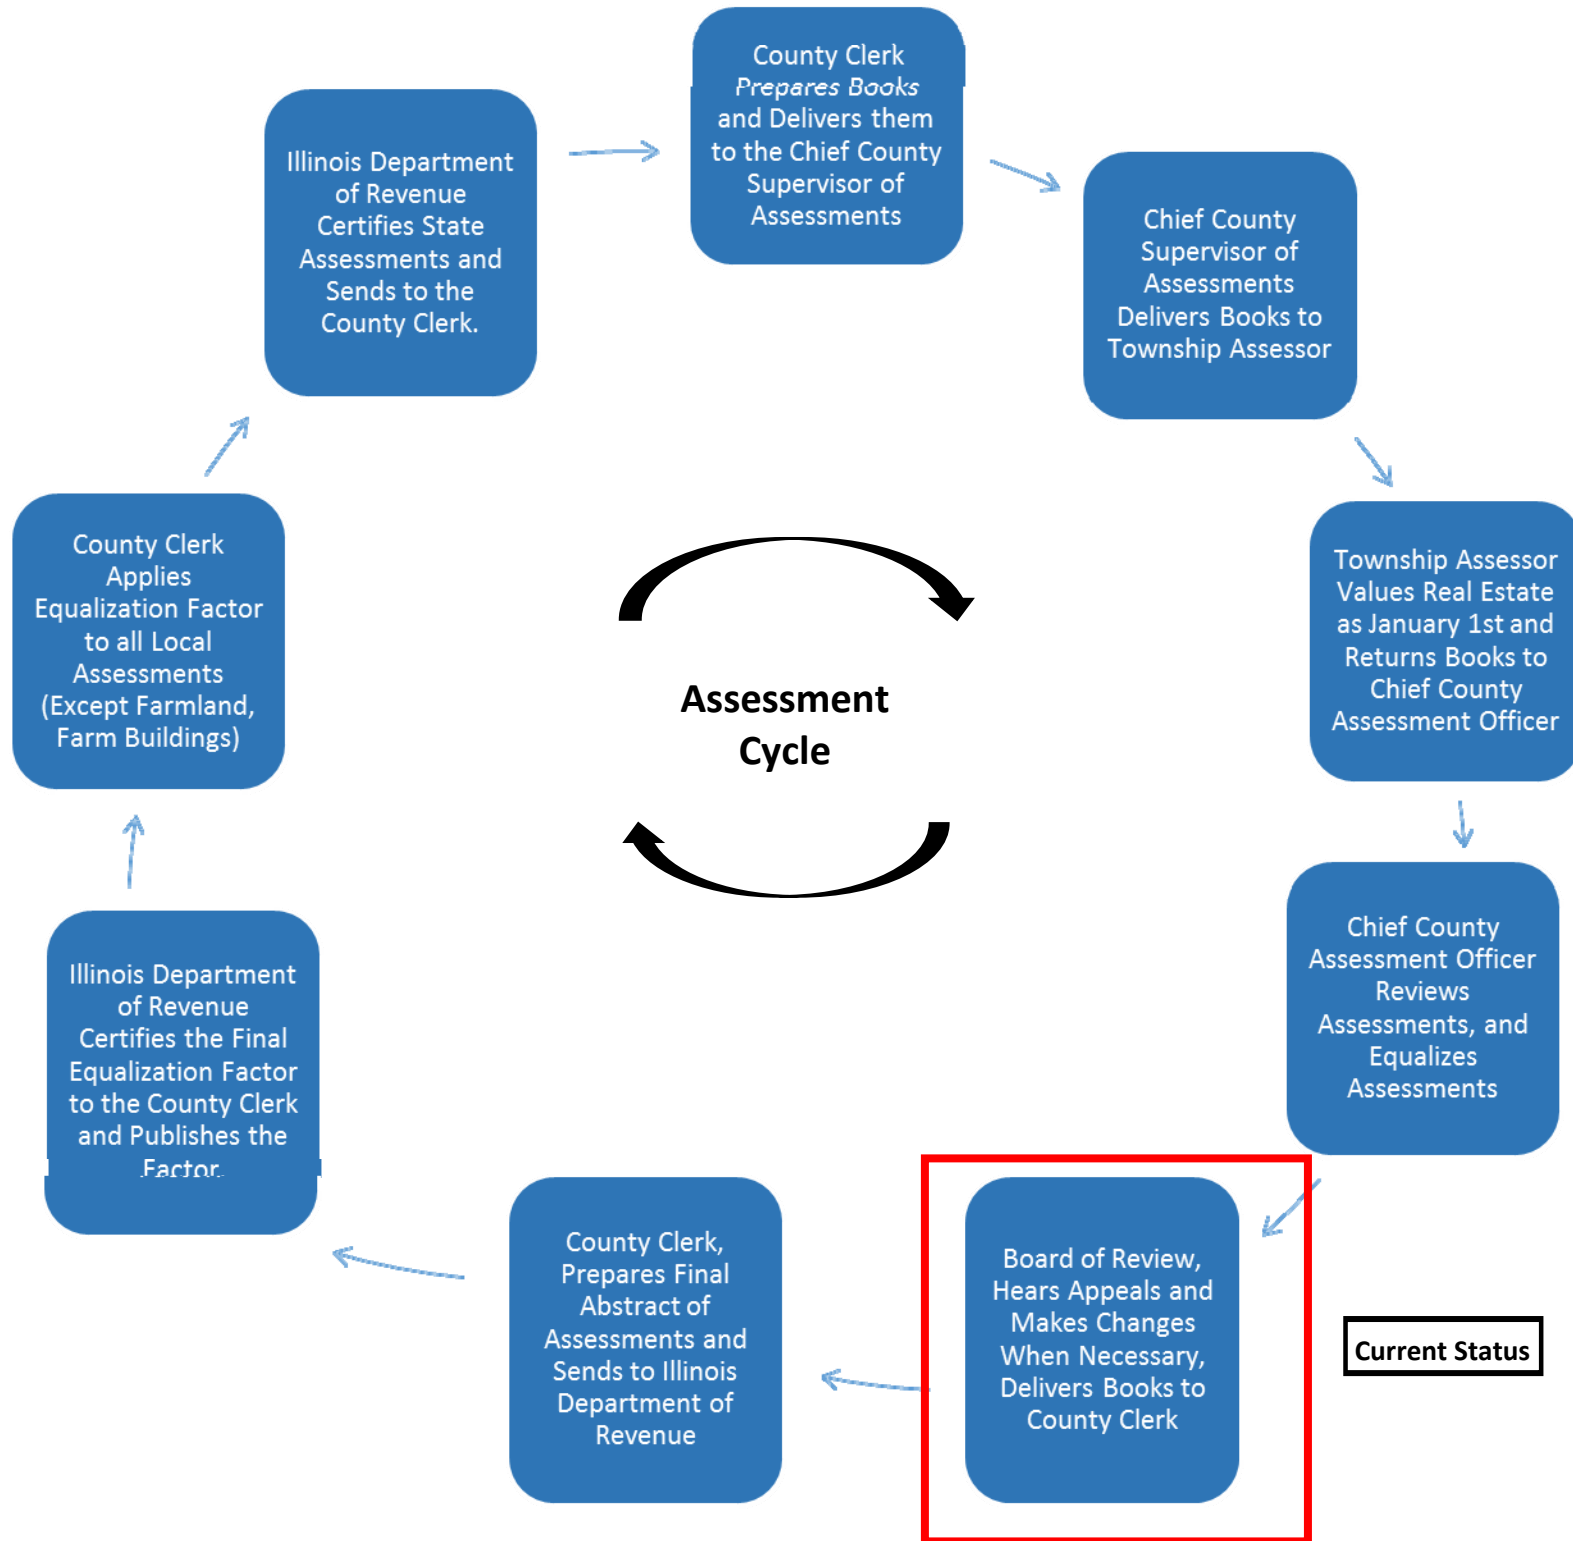 County Clerk
Prepares Books
and Delivers them
to the Chief County
Supervisor of
Assessments
Chief County
Supervisor of
Assessments
Delivers Books to
Township Assessor
Township Assessor
Values Real Estate
as January 1st and
Returns Books to
Chief County
Assessment Officer
Chief County
Assessment Officer
Reviews
Assessments, and
Equalizes
Assessments
Board of Review,
Hears Appeals and
Makes Changes
When Necessary,
Delivers Books to
County Clerk
Current Status
County Clerk,
Prepares Final
Abstract of
Assessments and
Sends to Illinois
Department of
Revenue
Illinois Department
of Revenue
Certifies the Final
Equalization Factor
to the County Clerk
and Publishes the
Factor.
County Clerk
Applies
Equalization Factor
to all Local
Assessments
(Except Farmland,
Farm Buildings)
Illinois Department
of Revenue
Certifies State
Assessments and
Sends to the
County Clerk.
Assessment
Cycle